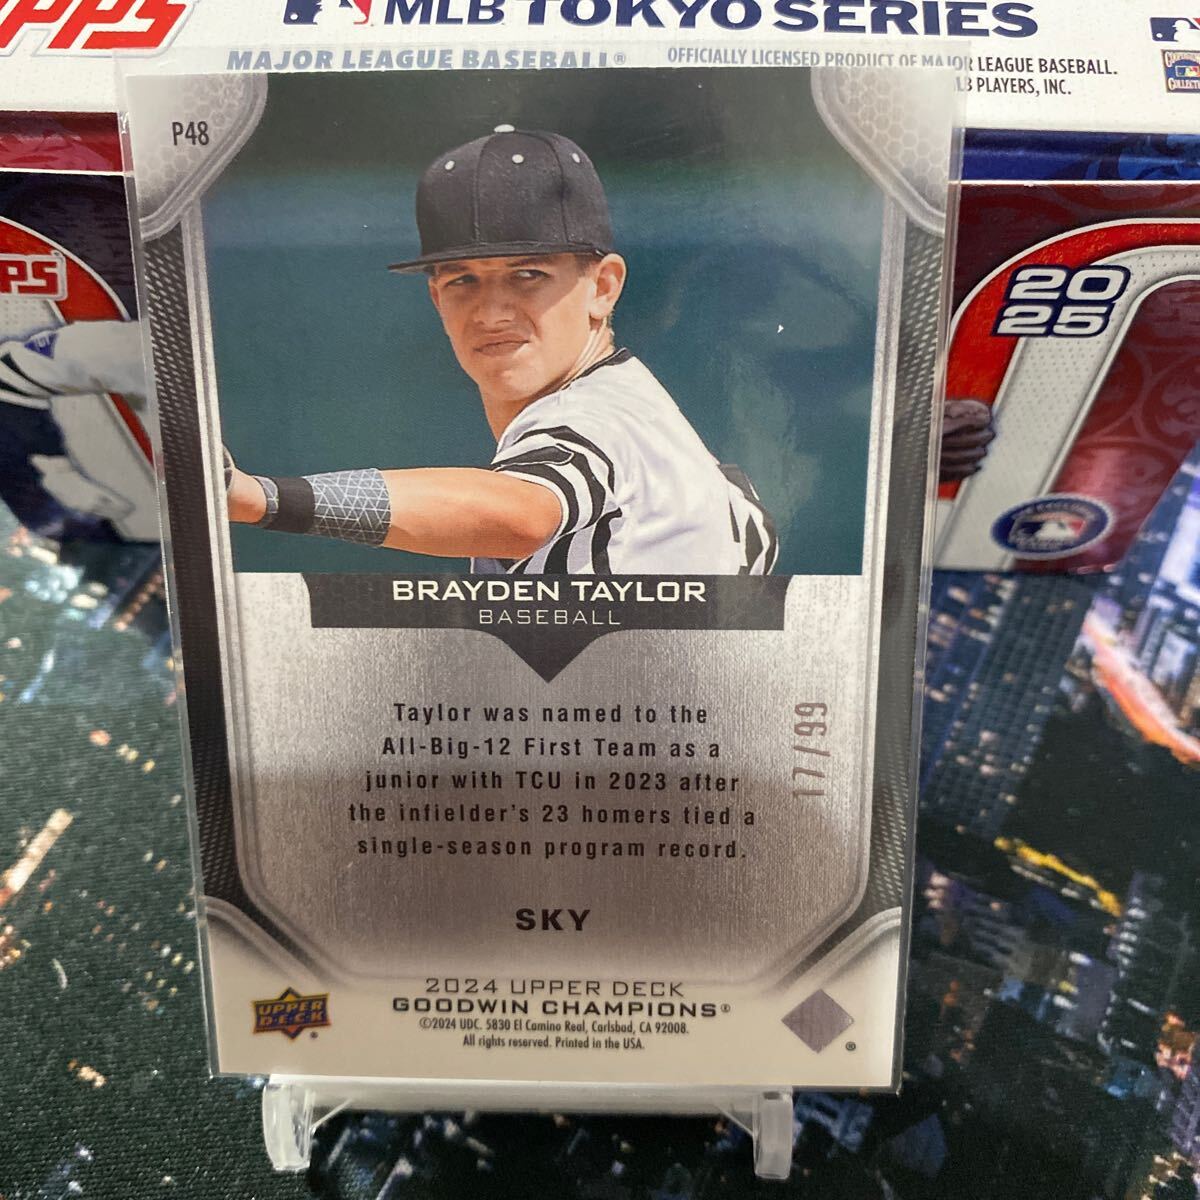 MLB TOKYO SERIES
MAJOR LEAGUE BASEBALL®
OFFICIALLY LICENSED PRODUCT OF MAJOR LEAGUE BASEBALL.
PLAYERS, INC.
P48
20
25
BRAYDEN TAYLOR
BASEBALL
Taylor was named to the
All-Big-12 First Team as a
junior with TCU in 2023 after
the infielder's 23 homers tied a
single-season program record.
17/99
SKY
2024 UPPER DECK
GOODWIN CHAMPIONS®
©2024 UDC. 5830 El Camino Real, Carlsbad, CA 92008.
All rights reserved. Printed in the USA.
UPPER
DECK
®